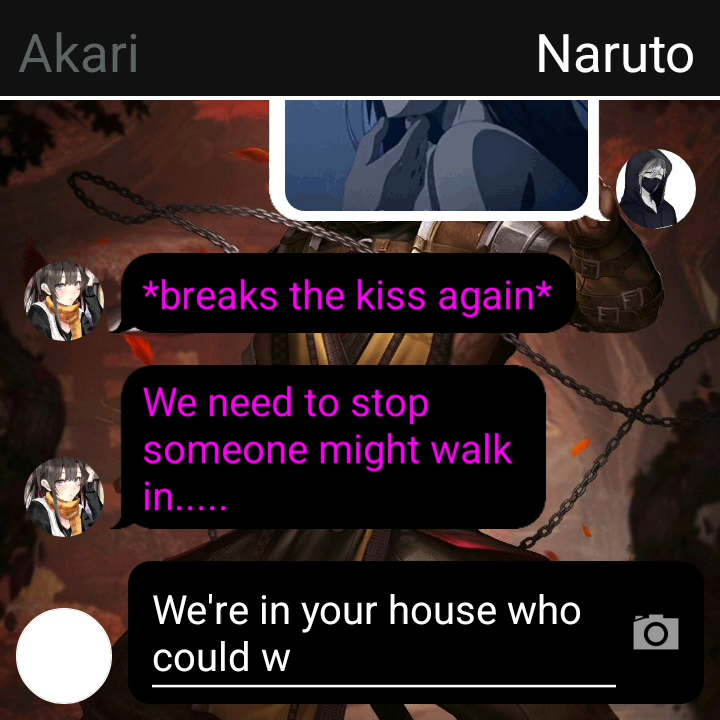 Akari
Naruto
*breaks the kiss again*
We need to stop
someone might walk
in.....
We're in your house who
could w